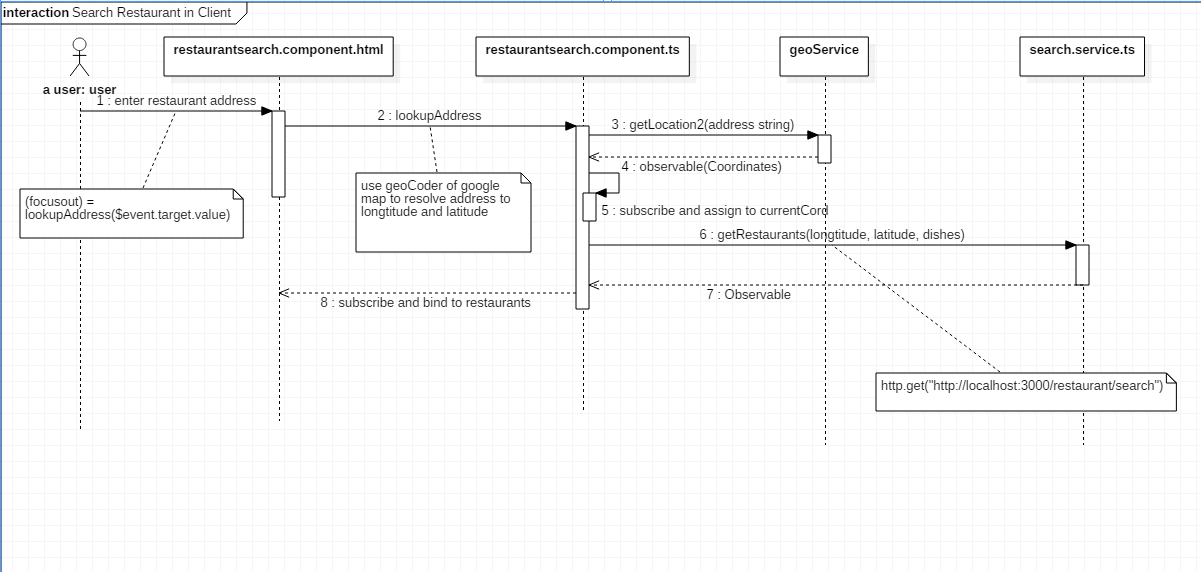 interaction Search Restaurant in Client
restaurantsearch.component.html
restaurantsearch.component.ts
geoService
search.service.ts
a user: user
1 : enter restaurant address
2 : lookupAddress
3 : getLocation2(address string)
4 : observable(Coordinates)
(focusout) =
lookupAddress($event.target.value)
use geoCoder of google
map to resolve address to
longtitude and latitude
5 : subscribe and assign to currentCord
6 : getRestaurants(longtitude, latitude, dishes)
7 : Observable
8 : subscribe and bind to restaurants
http.get("http://localhost:3000/restaurant/search")